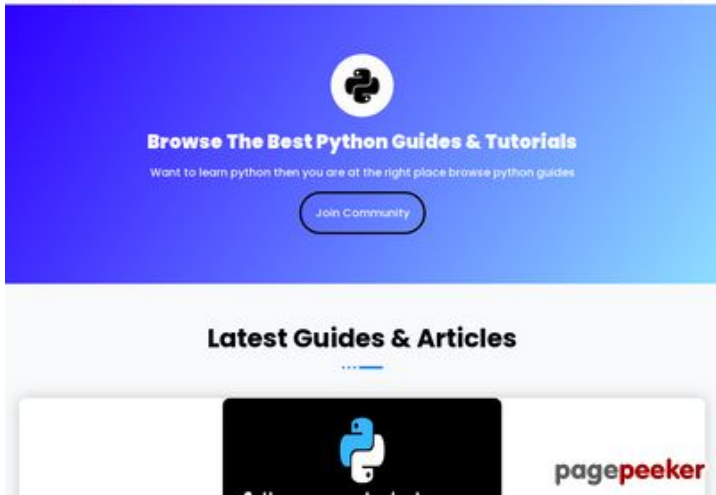 Browse The Best Python Guides & Tutorials
Want to learn python then you are at the right place browse python guides
Join Community
Latest Guides & Articles
pagepeeker